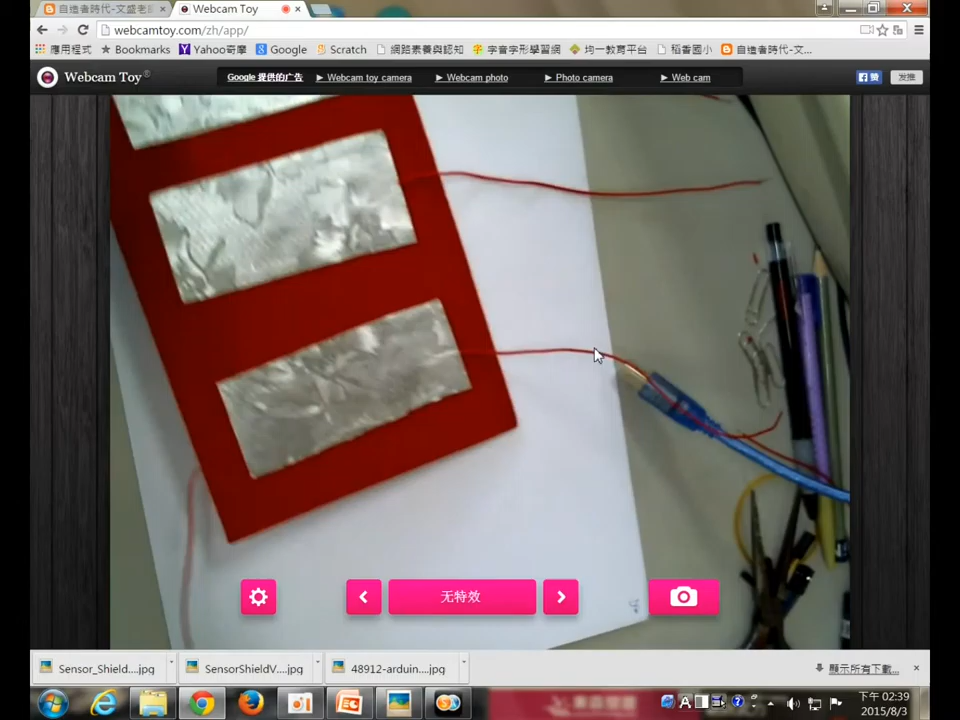 自造者時代-文盛老
Webcam Toy
webcamtoy.com/zh/app/
應用程式 Bookmarks Yahoo奇摩 Google Scratch 網路素養與認知 字音字形學習網 均一教育平台 稻香國小 自造者時代-文...
Webcam Toy®
Google 提供的广告 ▶ Webcam toy camera ▶ Webcam photo ▶ Photo camera ▶ Web cam
赞 发推
无特效
Sensor_Shield....jpg SensorShieldV....jpg 48912-arduin....jpg 顯示所有下載...
下午 02:39
2015/8/3